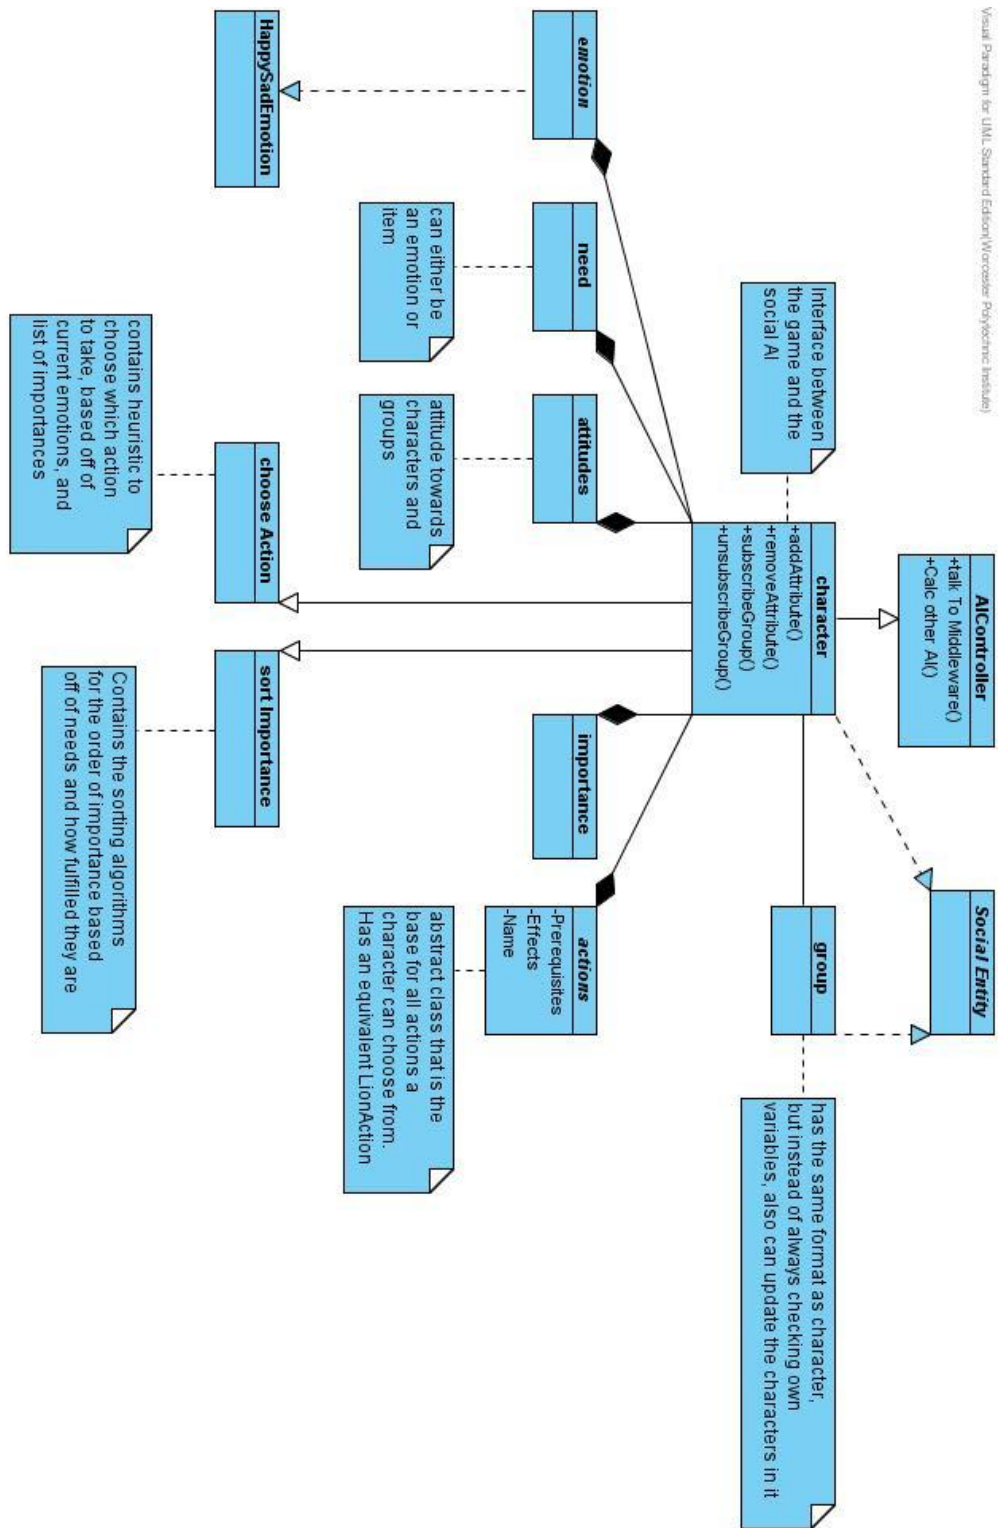 Visual Paradigm for UML Standard Edition(Worcester Polytechnic Institute)
AIController
+talk To Middleware()
+Calc other AI()
Social Entity
Interface between
the game and the
social AI
character
+addAttribute()
+removeAttribute()
+subscribeGroup()
+unsubscribeGroup()
group
has the same format as character,
but instead of always checking own
variables, also can update the characters in it
emotion
need
attitudes
importance
actions
-Prerequisites
-Effects
-Name
can either be
an emotion or
item
attitude towards
characters and
groups
abstract class that is the
base for all actions a
character can choose from.
Has an equivalent LionAction
HappySadEmotion
choose Action
sort Importance
contains heuristic to
choose which action
to take, based off of
current emotions, and
list of importances
Contains the sorting algorithms
for the order of importance based
off of needs and how fulfilled they are